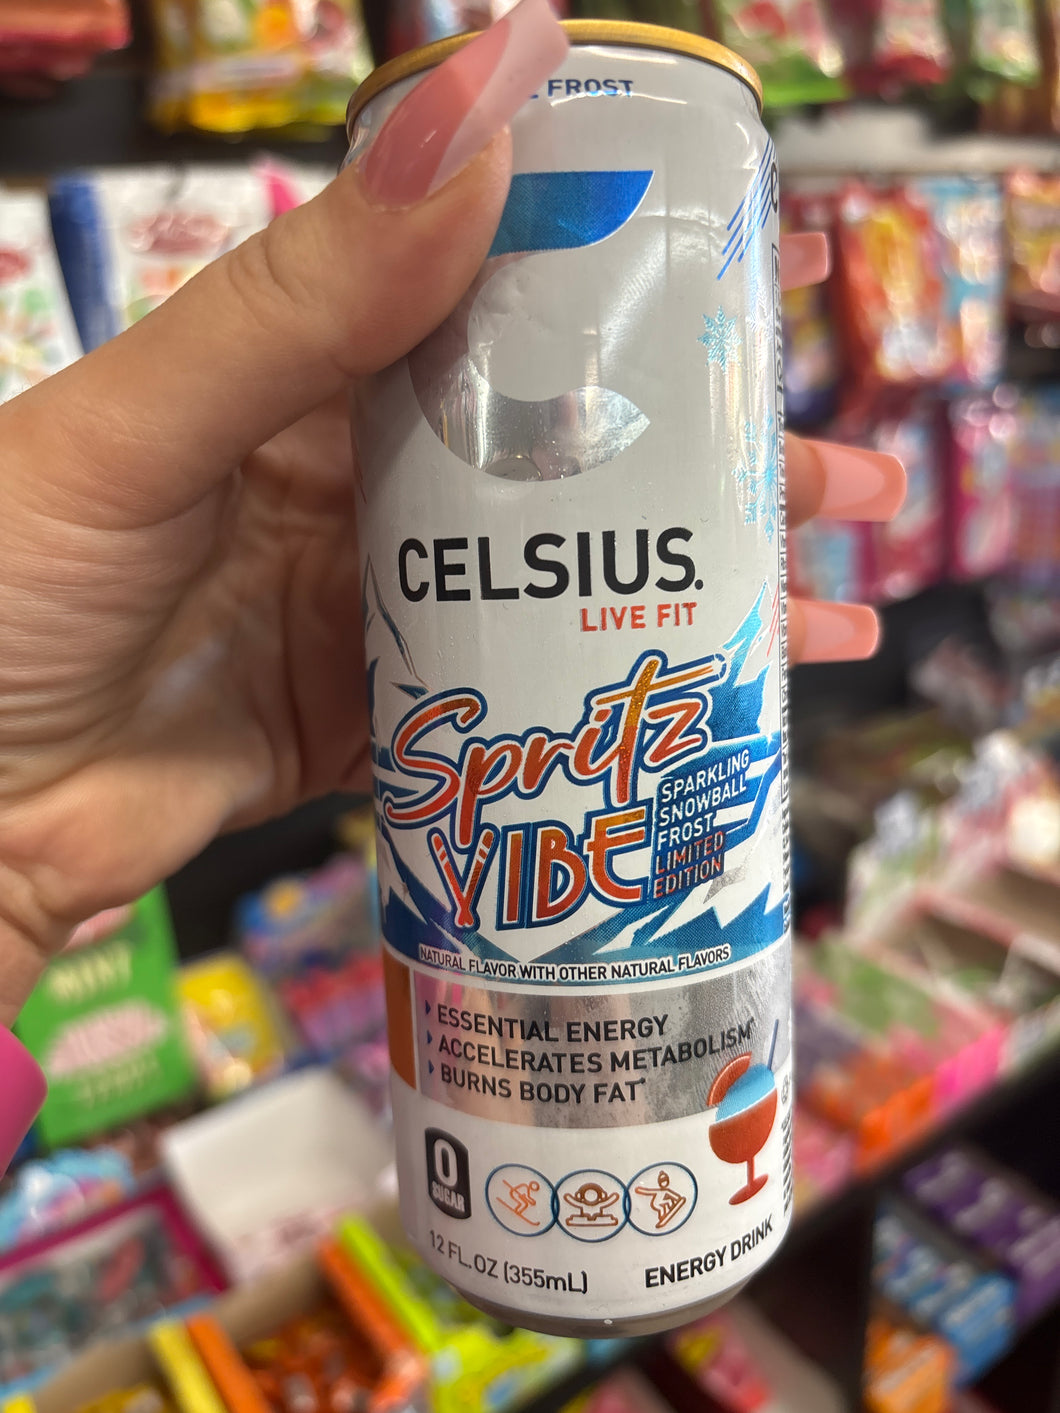 FROST
CELSIUS.
LIVE FIT
Spritz
VIBE
SPARKLING
SNOWBALL
FROST
LIMITED
EDITION
NATURAL FLAVOR WITH OTHER NATURAL FLAVORS
ESSENTIAL ENERGY
ACCELERATES METABOLISM*
BURNS BODY FAT*
0
SUGAR
12 FL.OZ (355mL)
ENERGY DRINK
MINT